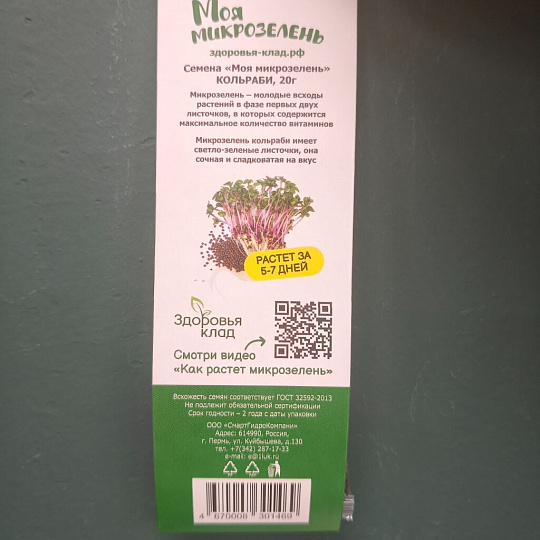 Моя
микрозелень
здоровья-клад.рф
Семена «Моя микрозелень»
КОЛЬРАБИ, 20г
Микрозелень – молодые всходы
растений в фазе первых двух
листочков, в которых содержится
максимальное количество витаминов
Микрозелень кольраби имеет
светло-зеленые листочки, она
сочная и сладковатая на вкус
РАСТЕТ ЗА
5-7 ДНЕЙ
Здоровья
клад
Смотри видео
«Как растет микрозелень»
Всхожесть семян соответствует ГОСТ 32592-2013
Не подлежит обязательной сертификации
Срок годности – 2 года с даты упаковки
ООО «СмартГидроКомпани»
Адрес: 614990, Россия,
г. Пермь, ул. Куйбышева, д.130
тел. +7(342) 287-17-33
e-mail: e@1luk.ru
4 670008 301469